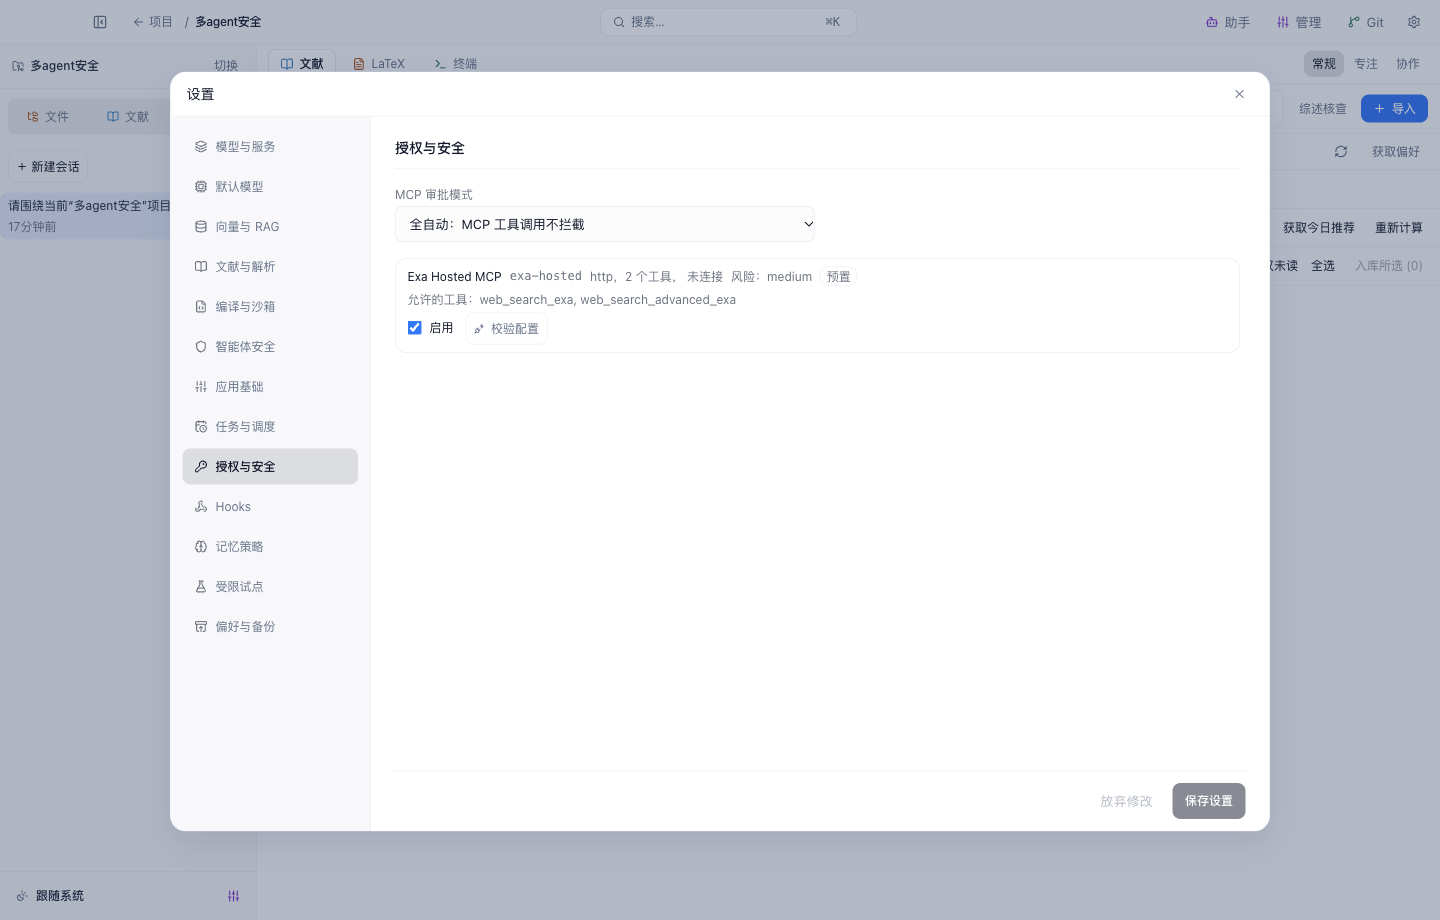 项目 / 多agent安全
搜索... ⌘K
助手 管理 Git
多agent安全 切换
文献 LaTeX 终端
常规 专注 协作
文件 文献
综述核查 + 导入
+ 新建会话
获取偏好
请围绕当前“多agent安全”项目
17分钟前
获取今日推荐 重新计算
未读 全选 入库所选 (0)
设置
模型与服务
默认模型
向量与 RAG
文献与解析
编译与沙箱
智能体安全
应用基础
任务与调度
授权与安全
Hooks
记忆策略
受限试点
偏好与备份
授权与安全
MCP 审批模式
全自动：MCP 工具调用不拦截
Exa Hosted MCP exa-hosted http，2 个工具， 未连接 风险：medium 预置
允许的工具：web_search_exa, web_search_advanced_exa
启用 校验配置
放弃修改 保存设置
跟随系统